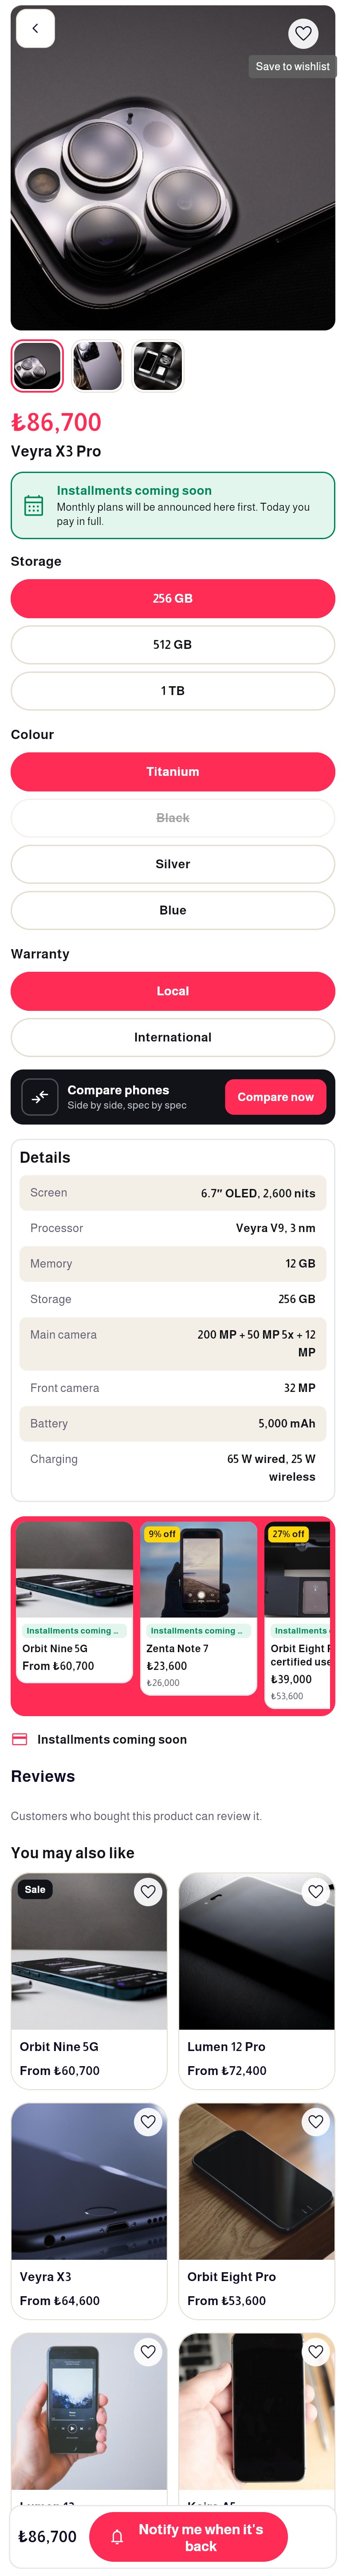 Save to wishlist
₺86,700
Veyra X3 Pro
Installments coming soon
Monthly plans will be announced here first. Today you
pay in full.
Storage
256 GB
512 GB
1 TB
Colour
Titanium
Black
Silver
Blue
Warranty
Local
International
Compare phones
Side by side, spec by spec
Compare now
Details
Screen
6.7″ OLED, 2,600 nits
Processor
Veyra V9, 3 nm
Memory
12 GB
Storage
256 GB
Main camera
200 MP + 50 MP 5x + 12
MP
Front camera
32 MP
Battery
5,000 mAh
Charging
65 W wired, 25 W
wireless
Installments coming ..
Orbit Nine 5G
From ₺60,700
9% off
Installments coming ..
Zenta Note 7
₺23,600
₺26,000
27% off
Installments
Orbit Eight
certified use
₺39,000
₺53,600
Installments coming soon
Reviews
Customers who bought this product can review it.
You may also like
Sale
Orbit Nine 5G
From ₺60,700
Lumen 12 Pro
From ₺72,400
Veyra X3
From ₺64,600
Orbit Eight Pro
From ₺53,600
₺86,700
Notify me when it's
back